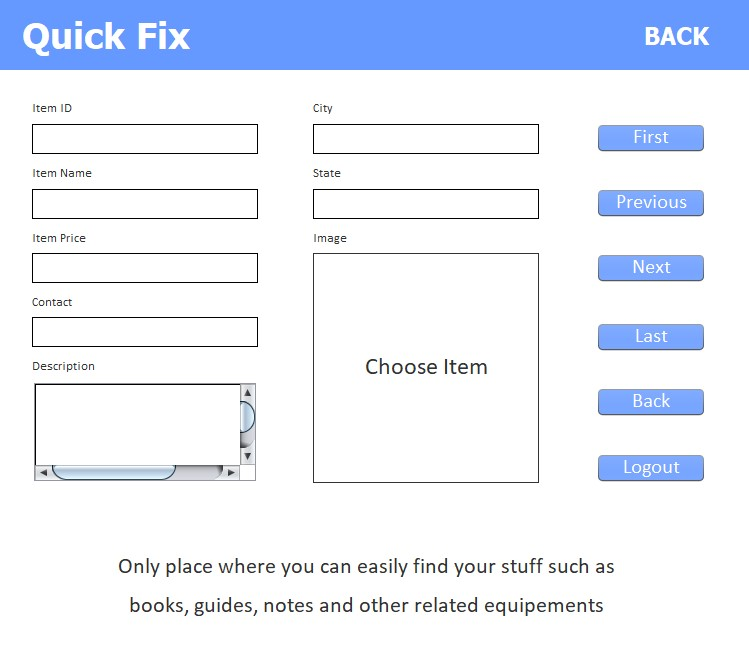 Quick Fix
BACK
Item ID
Item Name
Item Price
Contact
Description
City
State
Image
Choose Item
First
Previous
Next
Last
Back
Logout
Only place where you can easily find your stuff such as
books, guides, notes and other related equipements